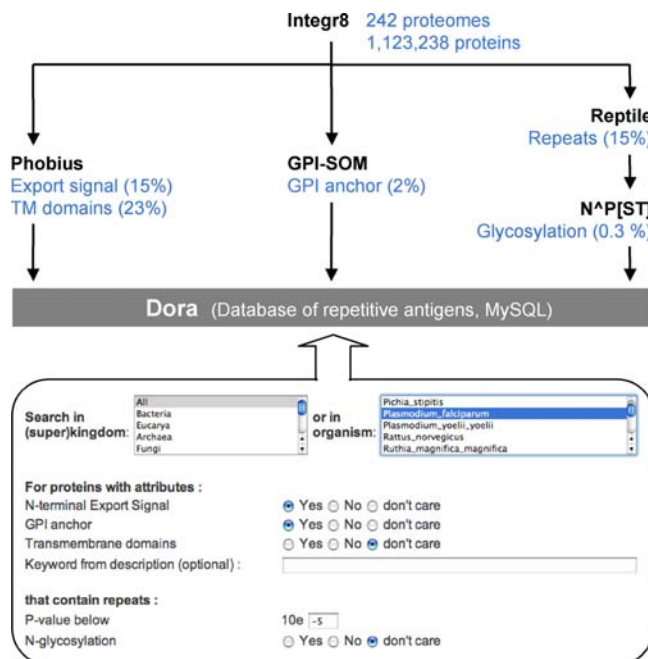 Integr8 242 proteomes
1,123,238 proteins
Reptile
Repeats (15%)
Phobius
Export signal (15%)
TM domains (23%)
GPI-SOM
GPI anchor (2%)
N^P[ST]
Glycosylation (0.3 %)
Dora (Database of repetitive antigens, MySQL)
Search in
(super)kingdom:
All
Bacteria
Eucarya
Archaea
Fungi
or in
organism:
Pichia_stipitis
Plasmodium_falciparum
Plasmodium_yoelii_yoelii
Rattus_norvegicus
Ruthia_magnifica_magnifica
For proteins with attributes :
N-terminal Export Signal Yes No don't care
GPI anchor Yes No don't care
Transmembrane domains Yes No don't care
Keyword from description (optional) :
that contain repeats :
P-value below 10e -5
N-glycosylation Yes No don't care